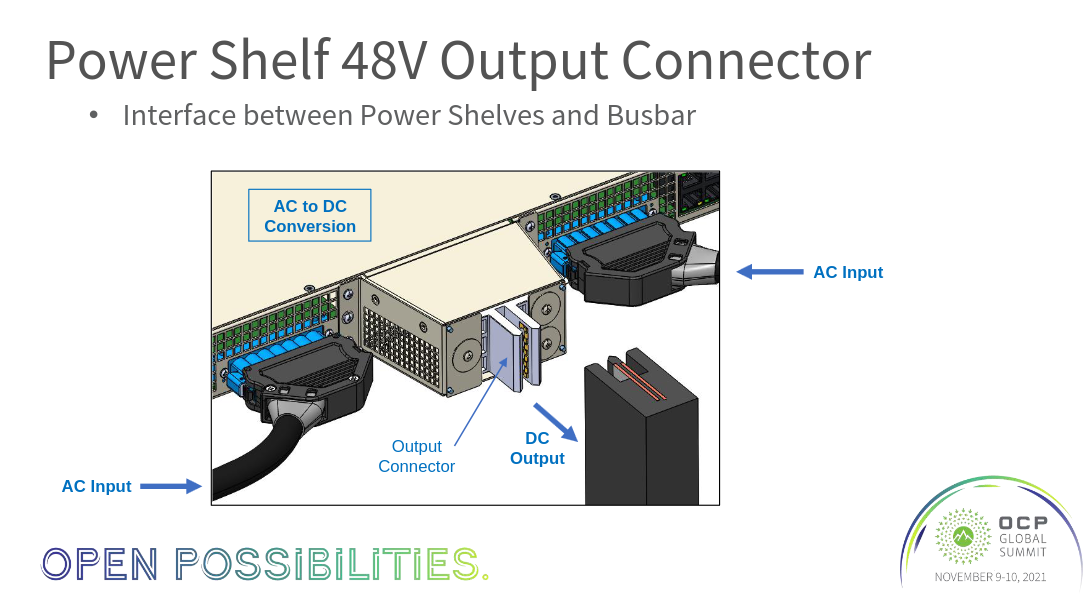 Power Shelf 48V Output Connector
• Interface between Power Shelves and Busbar
AC to DC
Conversion
AC Input
Output
Connector
DC
Output
AC Input
OPEN POSSIBILITIES.
OCP
GLOBAL
SUMMIT
NOVEMBER 9-10, 2021